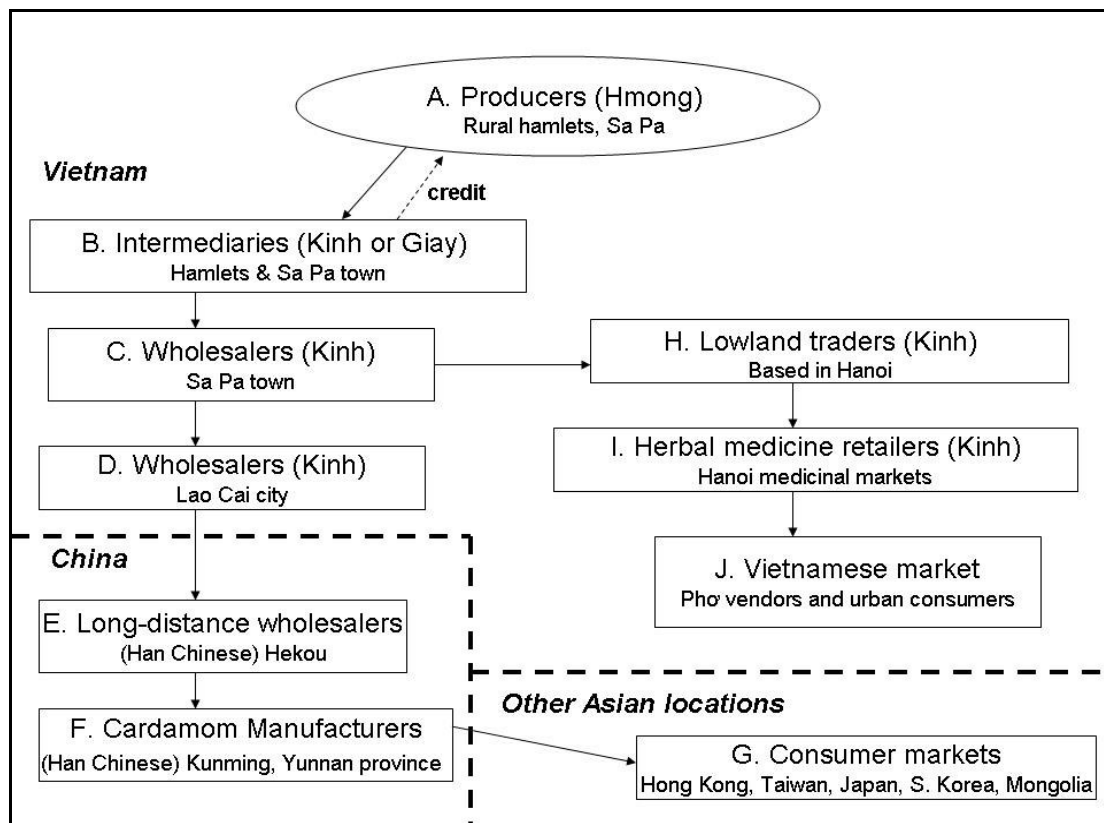 A. Producers (Hmong)
Rural hamlets, Sa Pa
Vietnam
credit
B. Intermediaries (Kinh or Giay)
Hamlets & Sa Pa town
C. Wholesalers (Kinh)
Sa Pa town
H. Lowland traders (Kinh)
Based in Hanoi
D. Wholesalers (Kinh)
Lao Cai city
I. Herbal medicine retailers (Kinh)
Hanoi medicinal markets
China
J. Vietnamese market
Phơ vendors and urban consumers
E. Long-distance wholesalers
(Han Chinese) Hekou
Other Asian locations
F. Cardamom Manufacturers
(Han Chinese) Kunming, Yunnan province
G. Consumer markets
Hong Kong, Taiwan, Japan, S. Korea, Mongolia